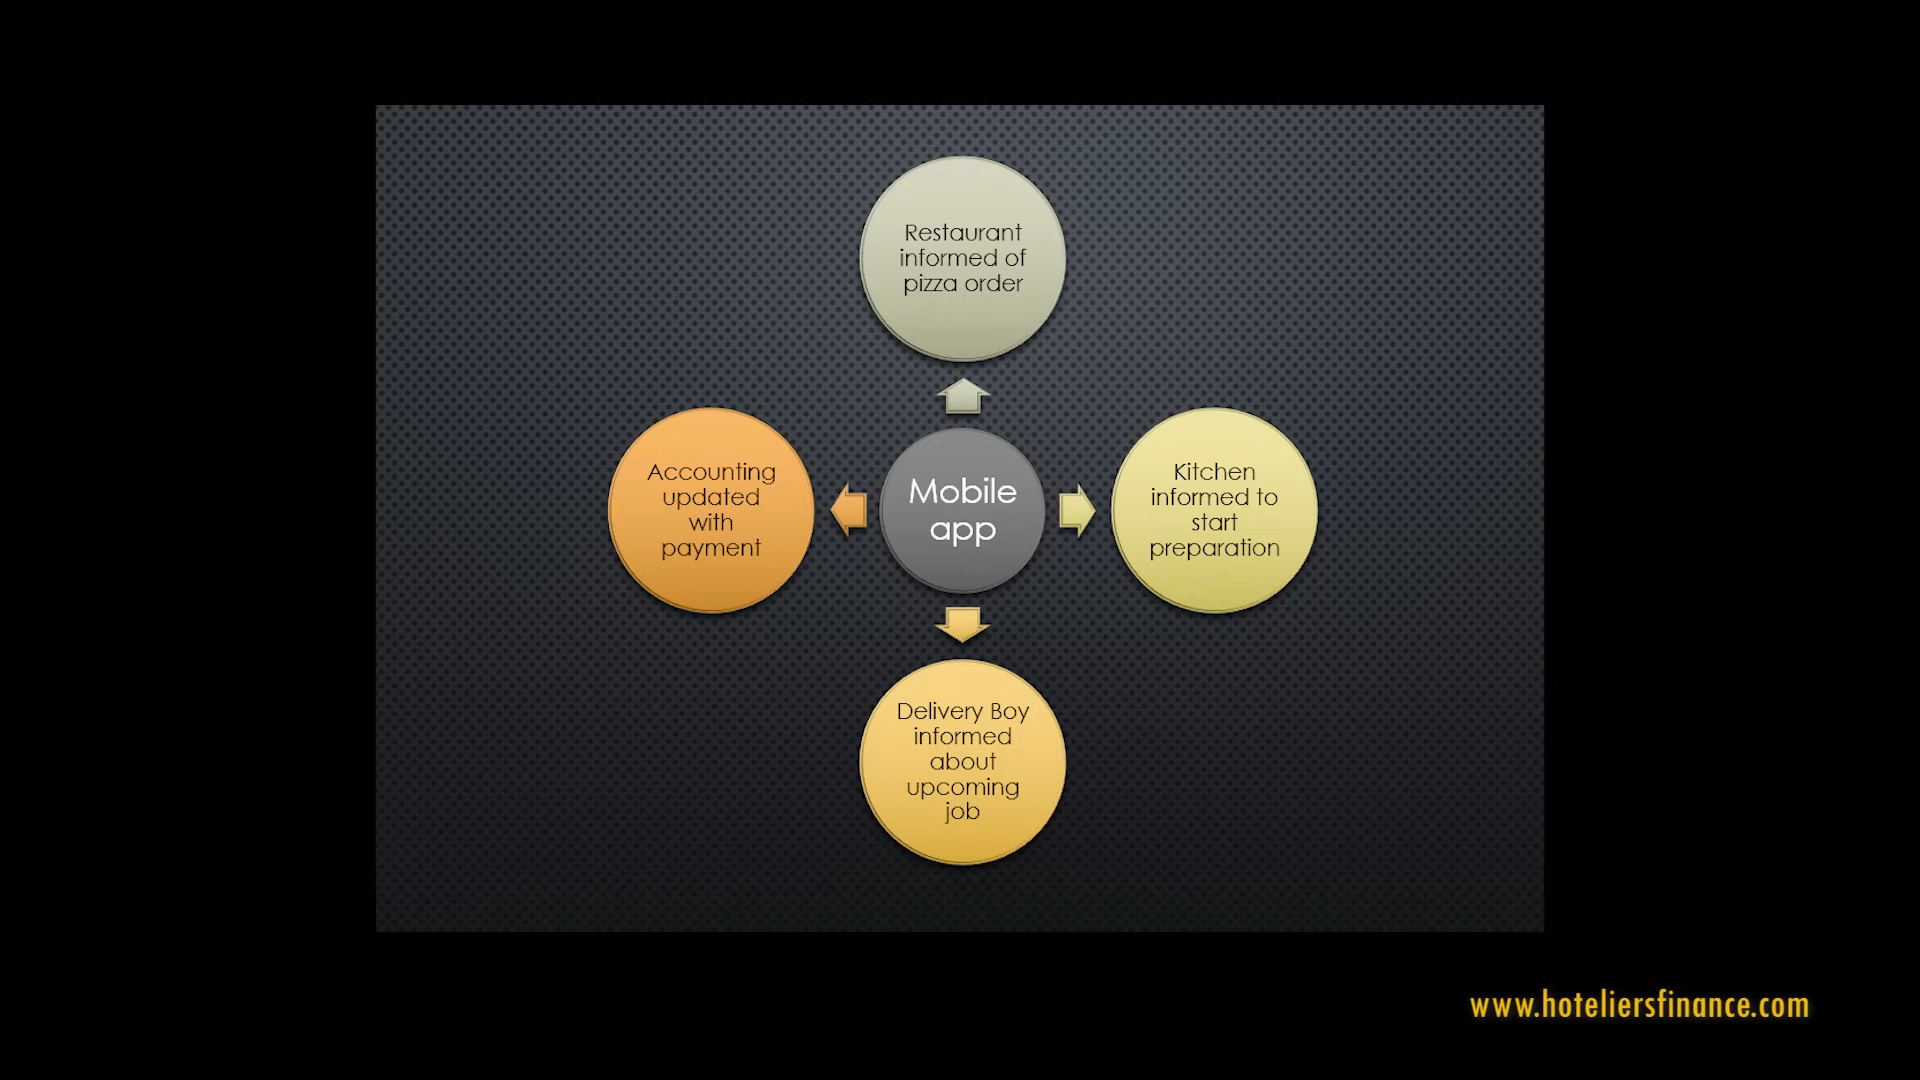 Restaurant
informed of
pizza order
Accounting
updated
with
payment
Mobile
app
Kitchen
informed to
start
preparation
Delivery Boy
informed
about
upcoming
job
www.hoteliersfinance.com